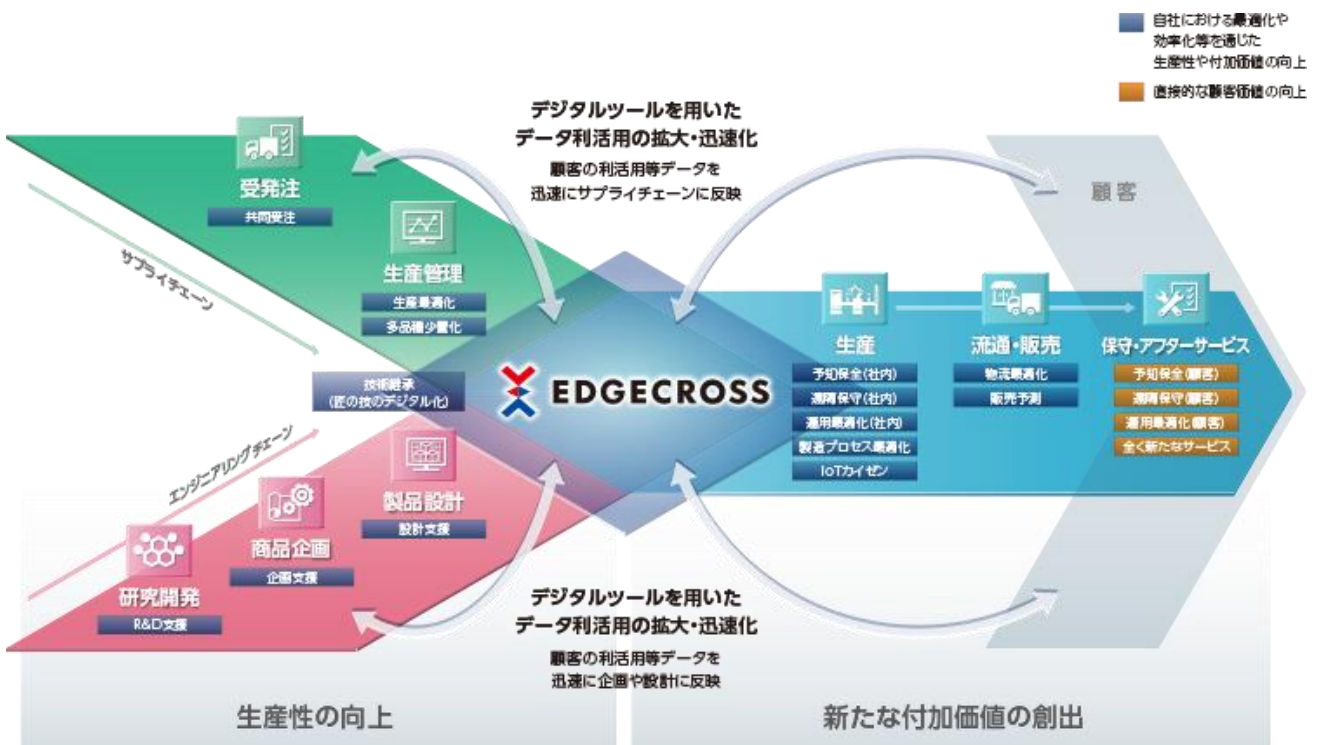 自社における最適化や
効率化等を通じた
生産性や付加価値の向上
直接的な顧客価値の向上
デジタルツールを用いた
データ利活用の拡大・迅速化
顧客の利活用等データを
迅速にサプライチェーンに反映
顧客
受発注
共同受注
生産管理
生産最適化
多品種少量化
サプライチェーン
技術継承
(匠の技のデジタル化)
EDGECROSS
生産
予知保全(社内)
遠隔保守(社内)
運用最適化(社内)
製造プロセス最適化
IoTカイゼン
流通・販売
物流最適化
販売予測
保守・アフターサービス
予知保全(顧客)
遠隔保守(顧客)
運用最適化(顧客)
全く新たなサービス
エンジニアリングチェーン
製品設計
設計支援
商品企画
企画支援
研究開発
R&D支援
デジタルツールを用いた
データ利活用の拡大・迅速化
顧客の利活用等データを
迅速に企画や設計に反映
生産性の向上
新たな付加価値の創出